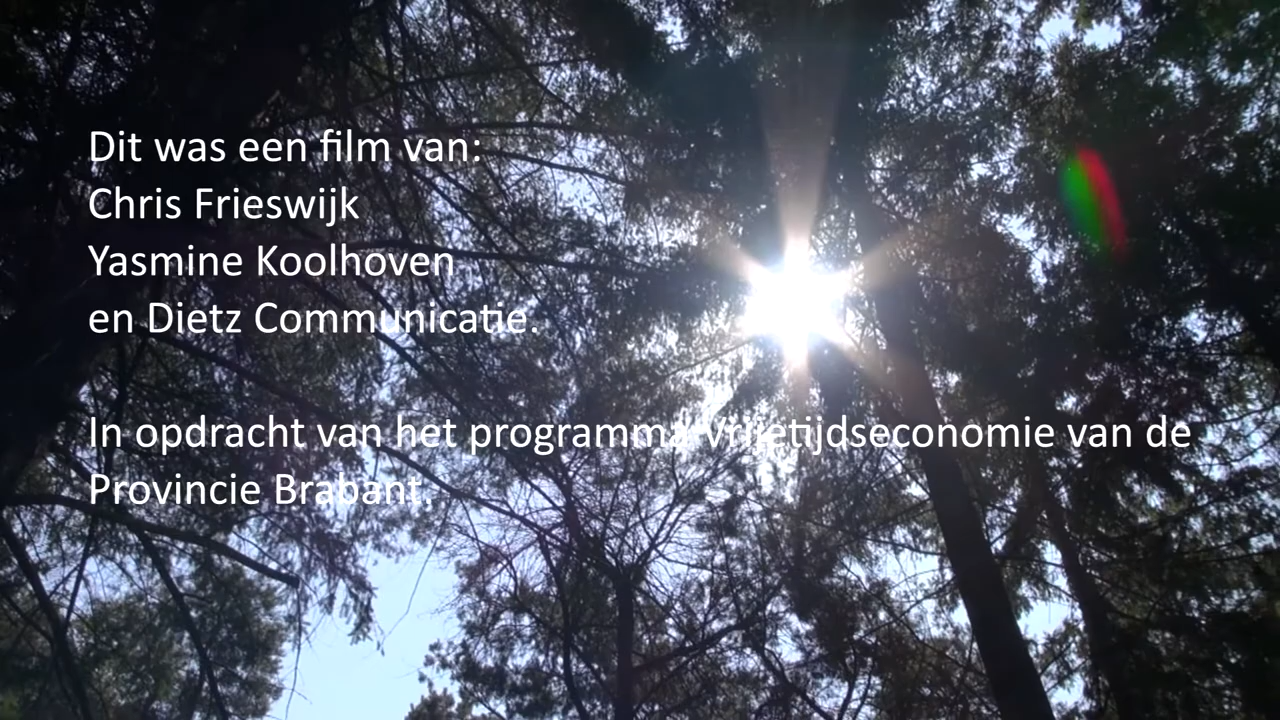 Dit was een film van:
Chris Frieswijk
Yasmine Koolhoven
en Dietz Communicatie.
In opdracht van het programma Vrijetijdseconomie van de
Provincie Brabant.